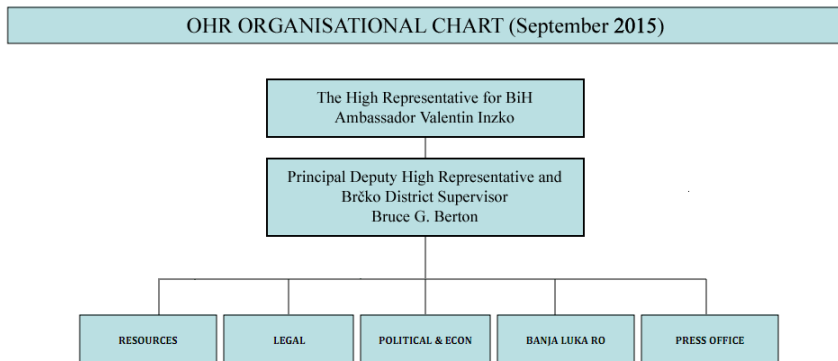 OHR ORGANISATIONAL CHART (September 2015)
The High Representative for BiH
Ambassador Valentin Inzko
Principal Deputy High Representative and
Brčko District Supervisor
Bruce G. Berton
RESOURCES
LEGAL
POLITICAL & ECON
BANJA LUKA RO
PRESS OFFICE